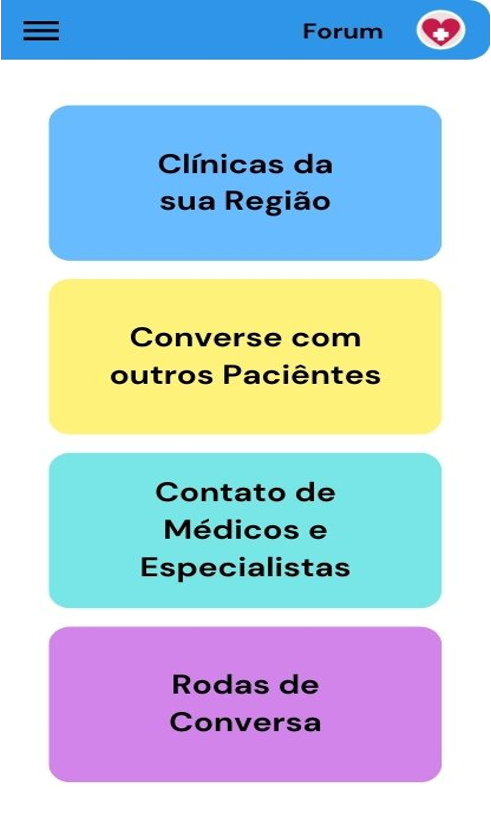 Forum
Clínicas da
sua Região
Converse com
outros Paciêntes
Contato de
Médicos e
Especialistas
Rodas de
Conversa